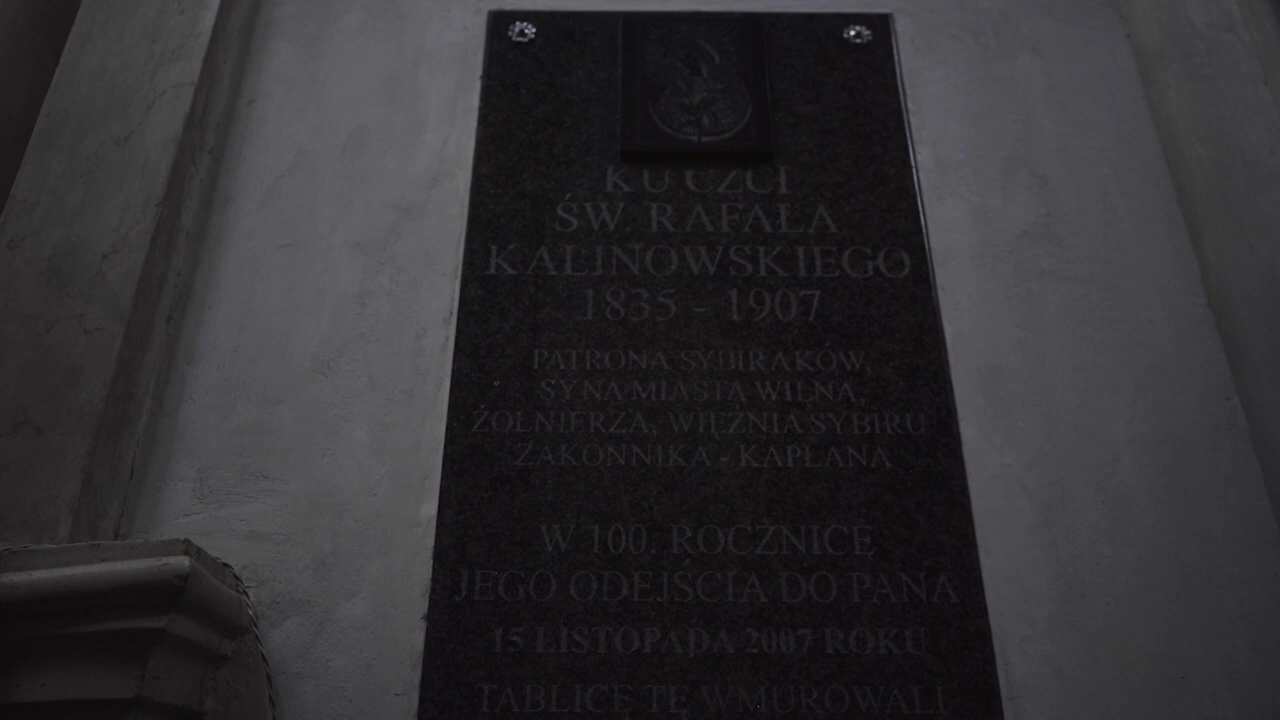 KU CZCI
ŚW. RAFAŁA
KALINOWSKIEGO
1835 - 1907
PATRONA SYBIRAKÓW,
SYNA MIASTA WILNA,
ŻOŁNIERZA, WIĘŹNIA SYBIRU
ZAKONNIKA - KAPŁANA
W 100. ROCZNICĘ
JEGO ODEJŚCIA DO PANA
15 LISTOPADA 2007 ROKU
TABLICĘ TĘ WMUROWALI